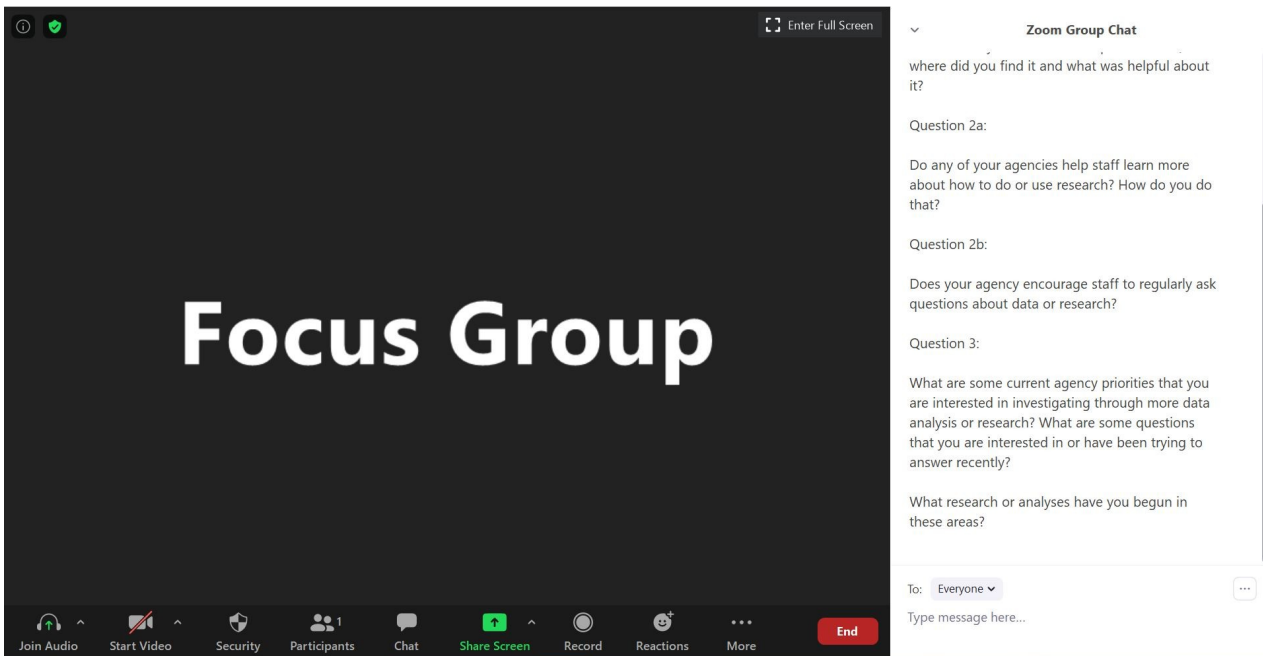 Enter Full Screen
Focus Group
Join Audio
Start Video
Security
1
Participants
Chat
Share Screen
Record
Reactions
More
End
Zoom Group Chat
where did you find it and what was helpful about
it?
Question 2a:
Do any of your agencies help staff learn more
about how to do or use research? How do you do
that?
Question 2b:
Does your agency encourage staff to regularly ask
questions about data or research?
Question 3:
What are some current agency priorities that you
are interested in investigating through more data
analysis or research? What are some questions
that you are interested in or have been trying to
answer recently?
What research or analyses have you begun in
these areas?
To: Everyone
Type message here...